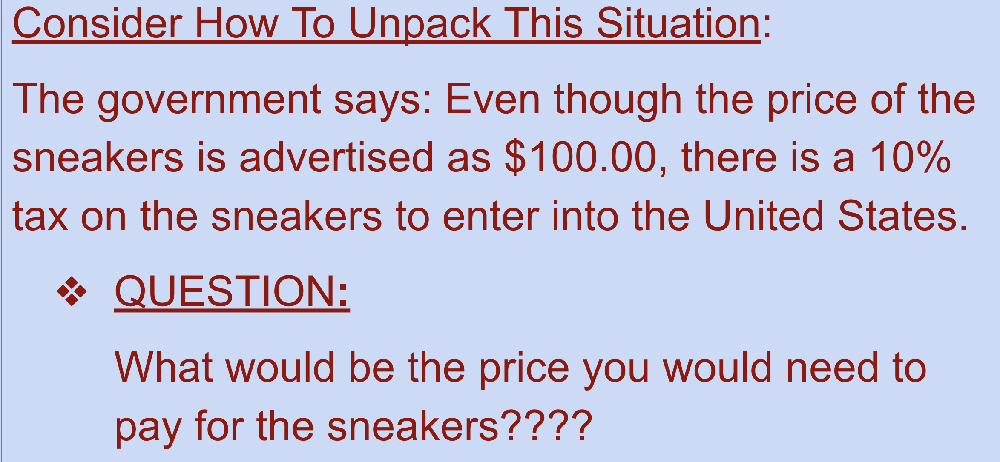 Consider How To Unpack This Situation:
The government says: Even though the price of the
sneakers is advertised as $100.00, there is a 10%
tax on the sneakers to enter into the United States.
❖ QUESTION:
What would be the price you would need to
pay for the sneakers????